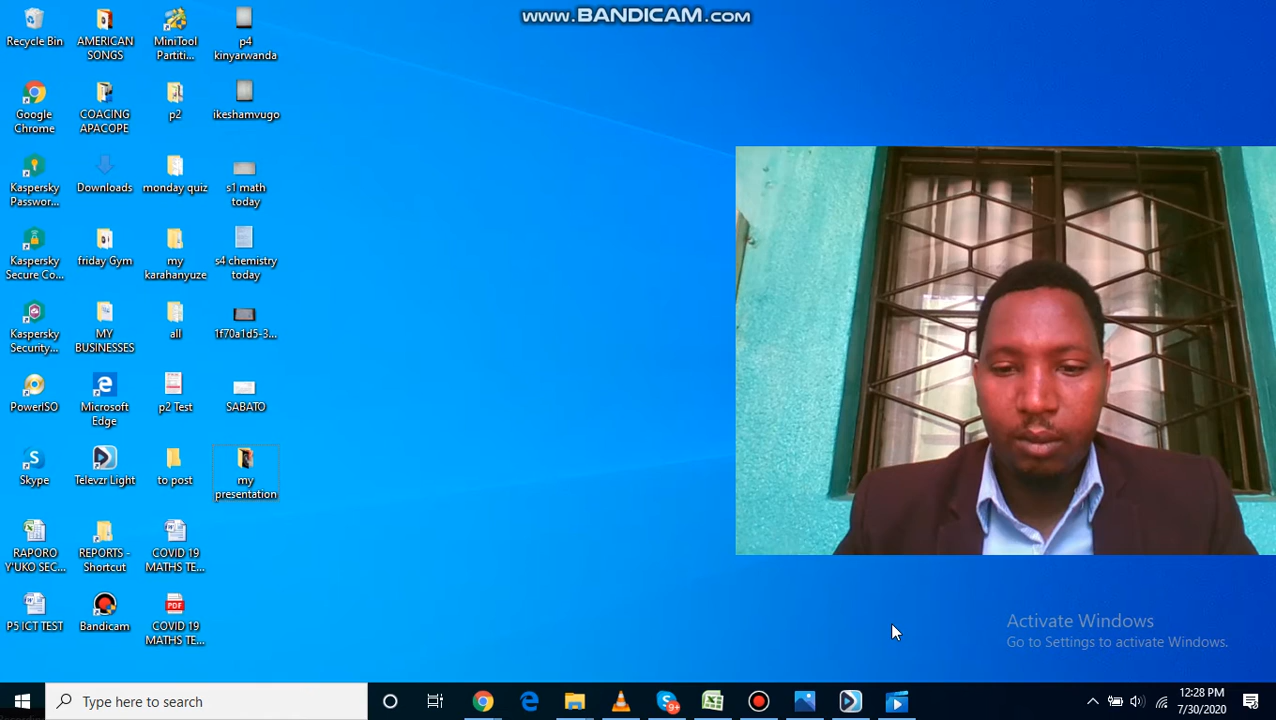 www.BANDICAM.com
Recycle Bin
AMERICAN
SONGS
MiniTool
Partiti...
p4
kinyarwanda
Google
Chrome
COACING
APACOPE
p2
ikeshamvugo
Kaspersky
Passwor...
Downloads
monday quiz
s1 math
today
Kaspersky
Secure Co...
friday Gym
my
karahanyuze
s4 chemistry
today
Kaspersky
Security...
MY
BUSINESSES
all
1f70a1d5-3...
PowerISO
Microsoft
Edge
p2 Test
SABATO
Skype
Televzr Light
to post
my
presentation
RAPORO
Y'UKO SEC...
REPORTS -
Shortcut
COVID 19
MATHS TE...
P5 ICT TEST
Bandicam
PDF
COVID 19
MATHS TE...
Activate Windows
Go to Settings to activate Windows.
Type here to search
9+
12:28 PM
7/30/2020